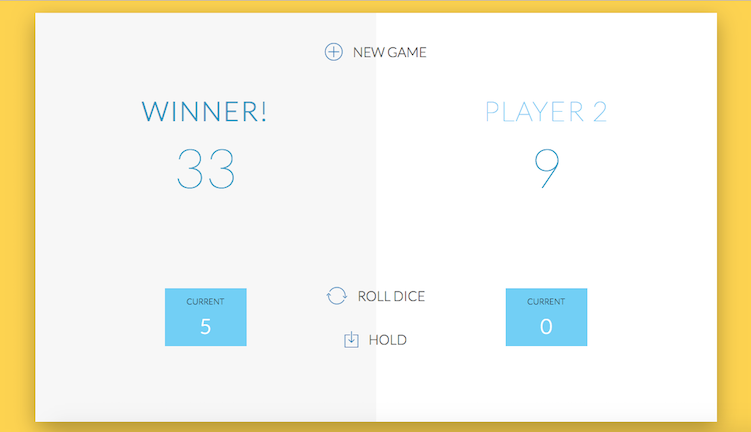 NEW GAME
WINNER!
PLAYER 2
33
9
CURRENT
5
ROLL DICE
CURRENT
0
HOLD